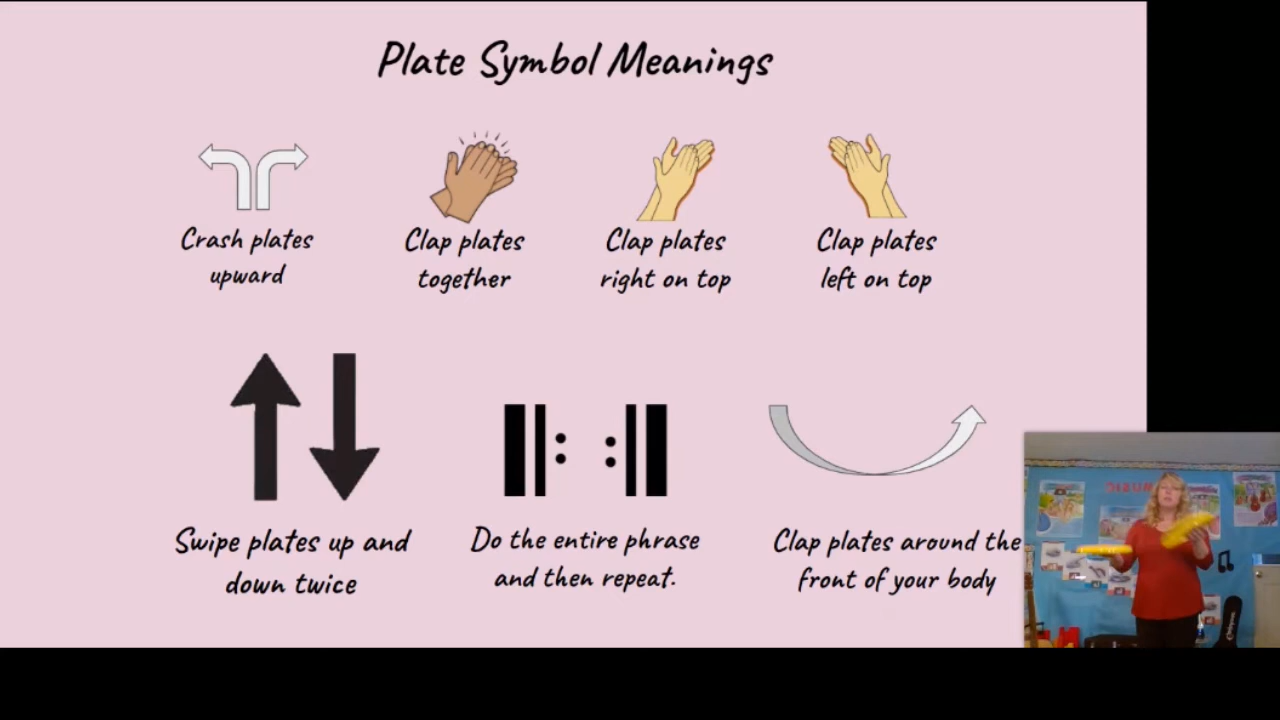 Plate Symbol Meanings
Crash plates
upward
Clap plates
together
Clap plates
right on top
Clap plates
left on top
Swipe plates up and
down twice
Do the entire phrase
and then repeat.
Clap plates around the
front of your body